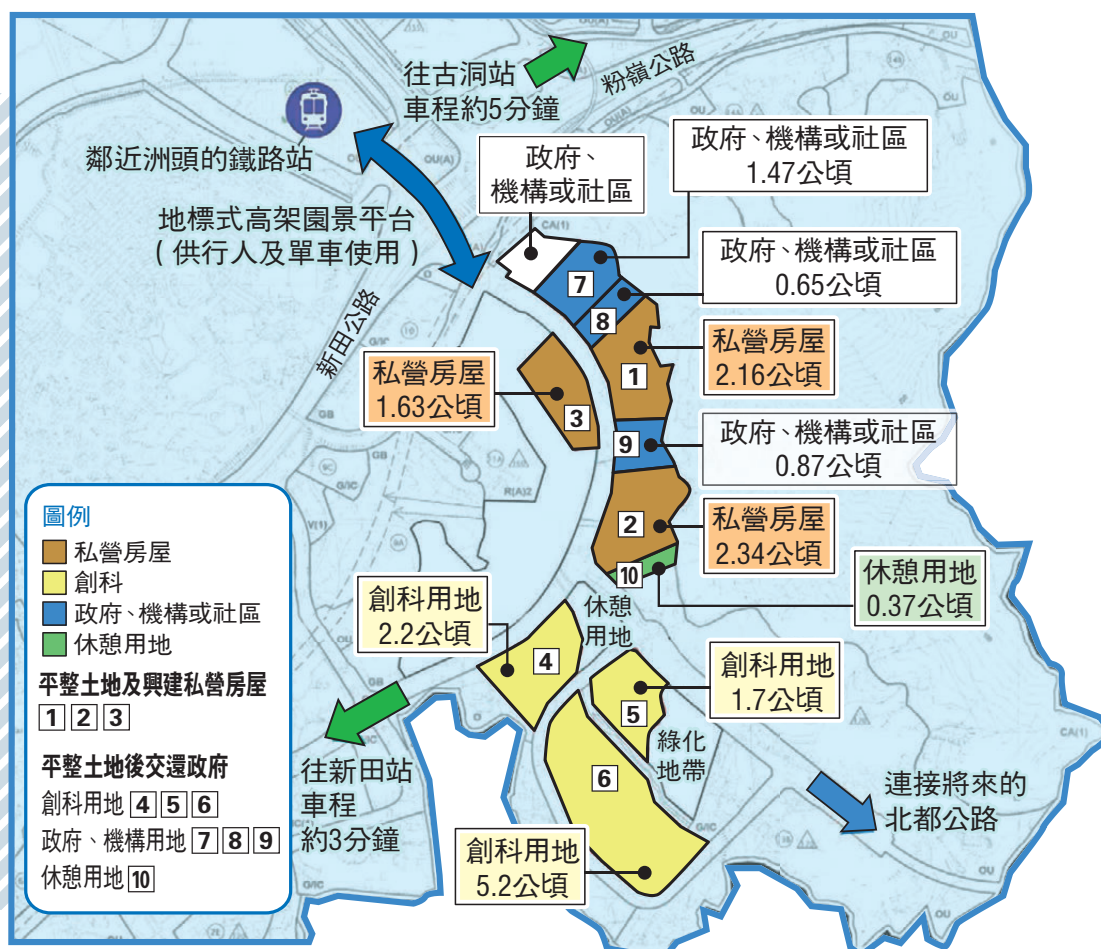 往古洞站
車程約5分鐘
粉嶺公路
鄰近洲頭的鐵路站
地標式高架園景平台
(供行人及單車使用)
新田公路
政府、
機構或社區
政府、機構或社區
1.47公頃
政府、機構或社區
0.65公頃
私營房屋
2.16公頃
私營房屋
1.63公頃
政府、機構或社區
0.87公頃
私營房屋
2.34公頃
休憩用地
0.37公頃
創科用地
2.2公頃
休憩
用地
創科用地
1.7公頃
綠化
地帶
創科用地
5.2公頃
往新田站
車程
約3分鐘
連接將來的
北都公路
7
8
1
3
9
2
10
4
5
6
圖例
私營房屋
創科
政府、機構或社區
休憩用地
平整土地及興建私營房屋
1 2 3
平整土地後交還政府
創科用地 4 5 6
政府、機構用地 7 8 9
休憩用地 10
CA(1)
OU(A)
OU
GB
R(A)2
V(1)
G/IC
CA(1)
OU
OU